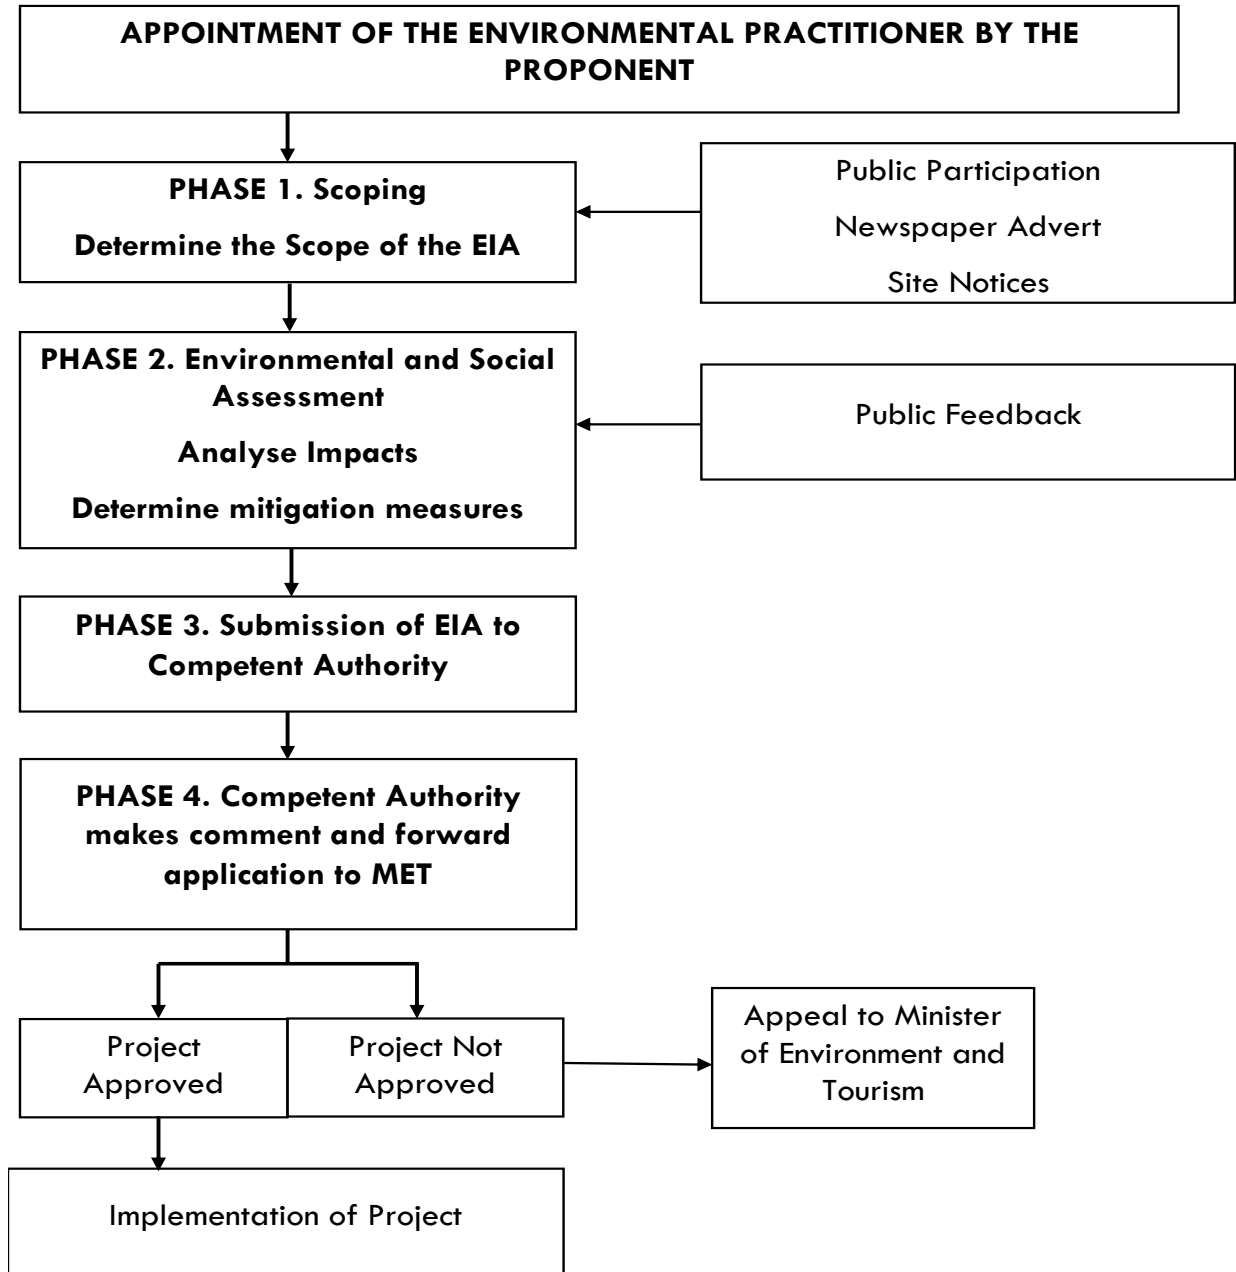 APPOINTMENT OF THE ENVIRONMENTAL PRACTITIONER BY THE
PROPONENT
PHASE 1. Scoping
Determine the Scope of the EIA
Public Participation
Newspaper Advert
Site Notices
PHASE 2. Environmental and Social
Assessment
Analyse Impacts
Determine mitigation measures
Public Feedback
PHASE 3. Submission of EIA to
Competent Authority
PHASE 4. Competent Authority
makes comment and forward
application to MET
Project
Approved
Project Not
Approved
Appeal to Minister
of Environment and
Tourism
Implementation of Project